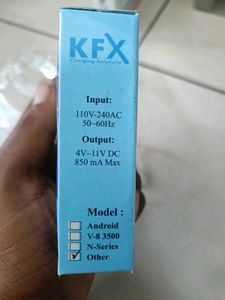 KFX
Charging Solutions
Input:
110V-240AC
50~60Hz
Output:
4V~11V DC
850 mA Max
Model :
Android
V-8 3500
N-Series
Other